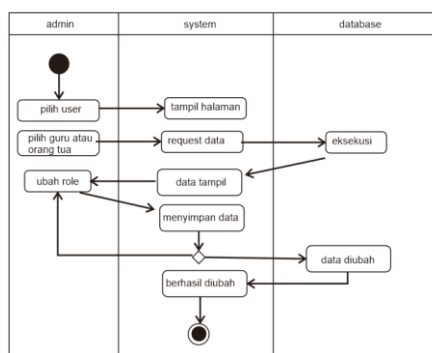 admin
system
database
pilih user
tampil halaman
pilih guru atau
orang tua
request data
eksekusi
ubah role
data tampil
menyimpan data
data diubah
berhasil diubah